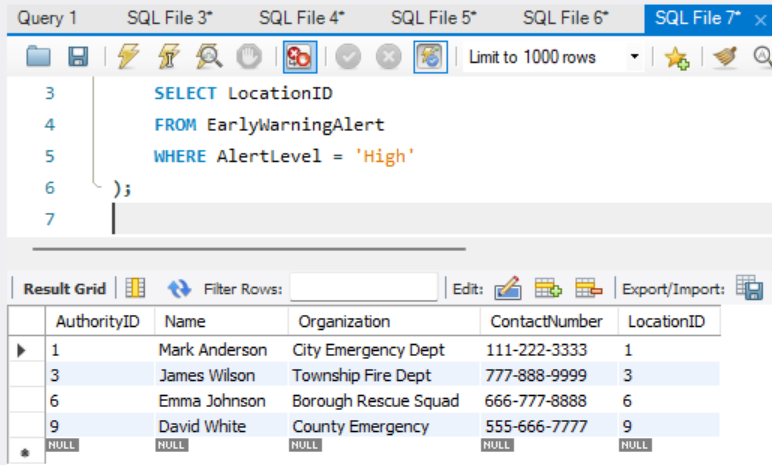 Query 1 SQL File 3* SQL File 4* SQL File 5* SQL File 6* SQL File 7* ×
Limit to 1000 rows
3 SELECT LocationID
4 FROM EarlyWarningAlert
5 WHERE AlertLevel = 'High'
6 );
7
Result Grid Filter Rows: Edit: Export/Import:
AuthorityID Name Organization ContactNumber LocationID
1 Mark Anderson City Emergency Dept 111-222-3333 1
3 James Wilson Township Fire Dept 777-888-9999 3
6 Emma Johnson Borough Rescue Squad 666-777-8888 6
9 David White County Emergency 555-666-7777 9
NULL NULL NULL NULL NULL